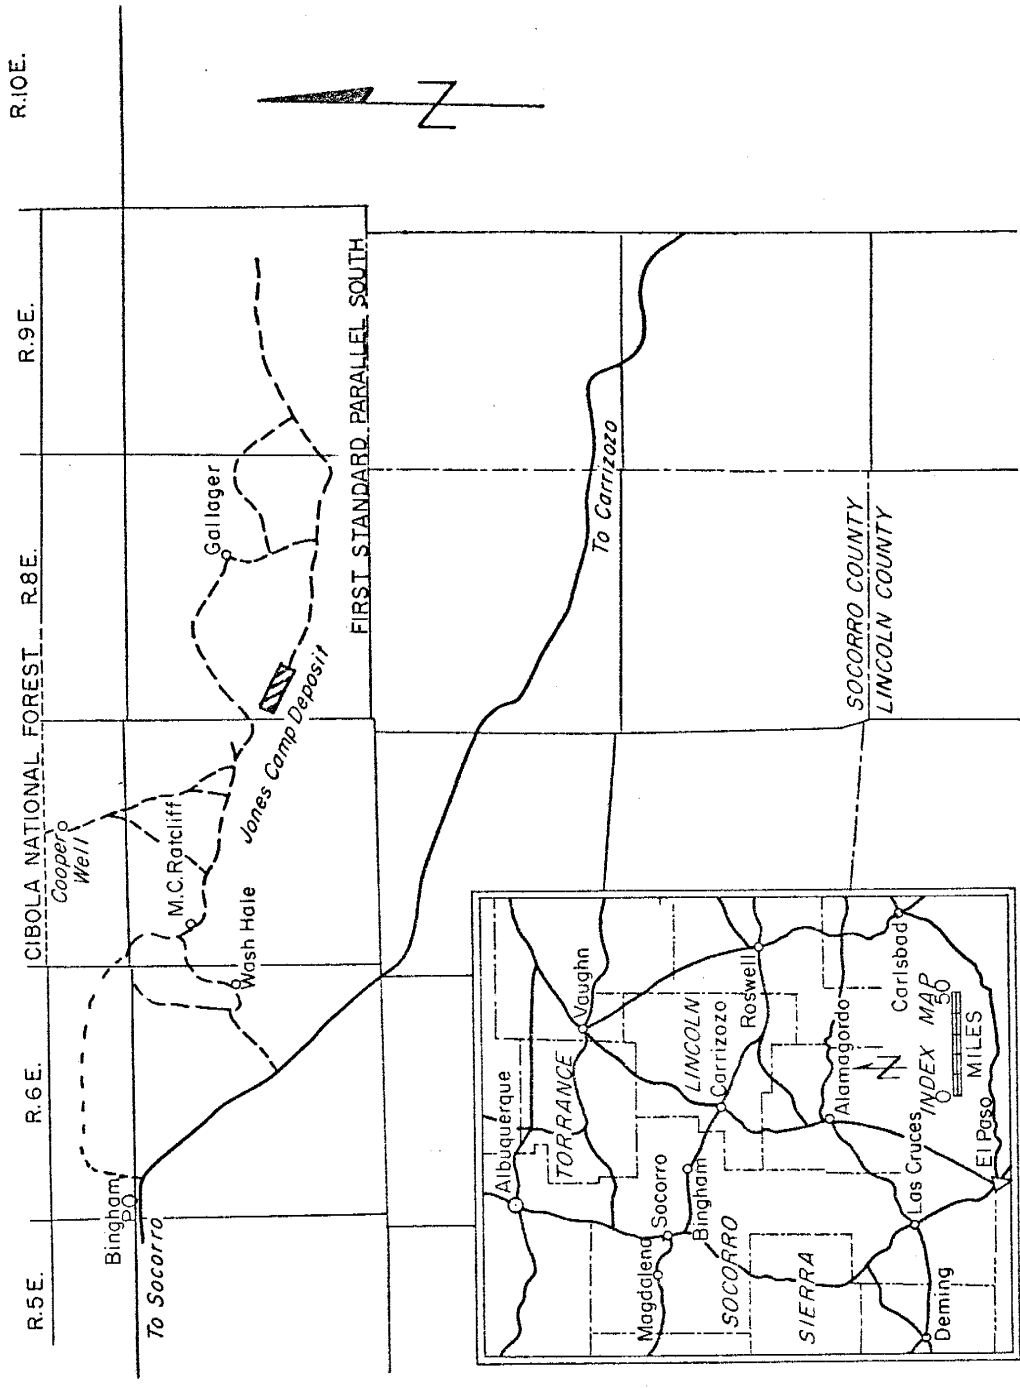 R.5E.
R.6E.
CIBOLA NATIONAL FOREST
R.8E.
R.9E.
R.10E.
Cooper
Well
Bingham
PO
To Socorro
M.C. Ratcliff
Wash Hale
Gallager
Jones Camp Deposit
FIRST STANDARD PARALLEL SOUTH
N
To Carrizozo
SOCORRO COUNTY
LINCOLN COUNTY
Albuquerque
TORRANCE
Vaughn
Magdalena
Socorro
Bingham
SOCORRO
LINCOLN
Carrizozo
Roswell
SIERRA
Alamagordo
N
Las Cruces
Deming
El Paso
Carlsbad
INDEX MAP
0 50
MILES